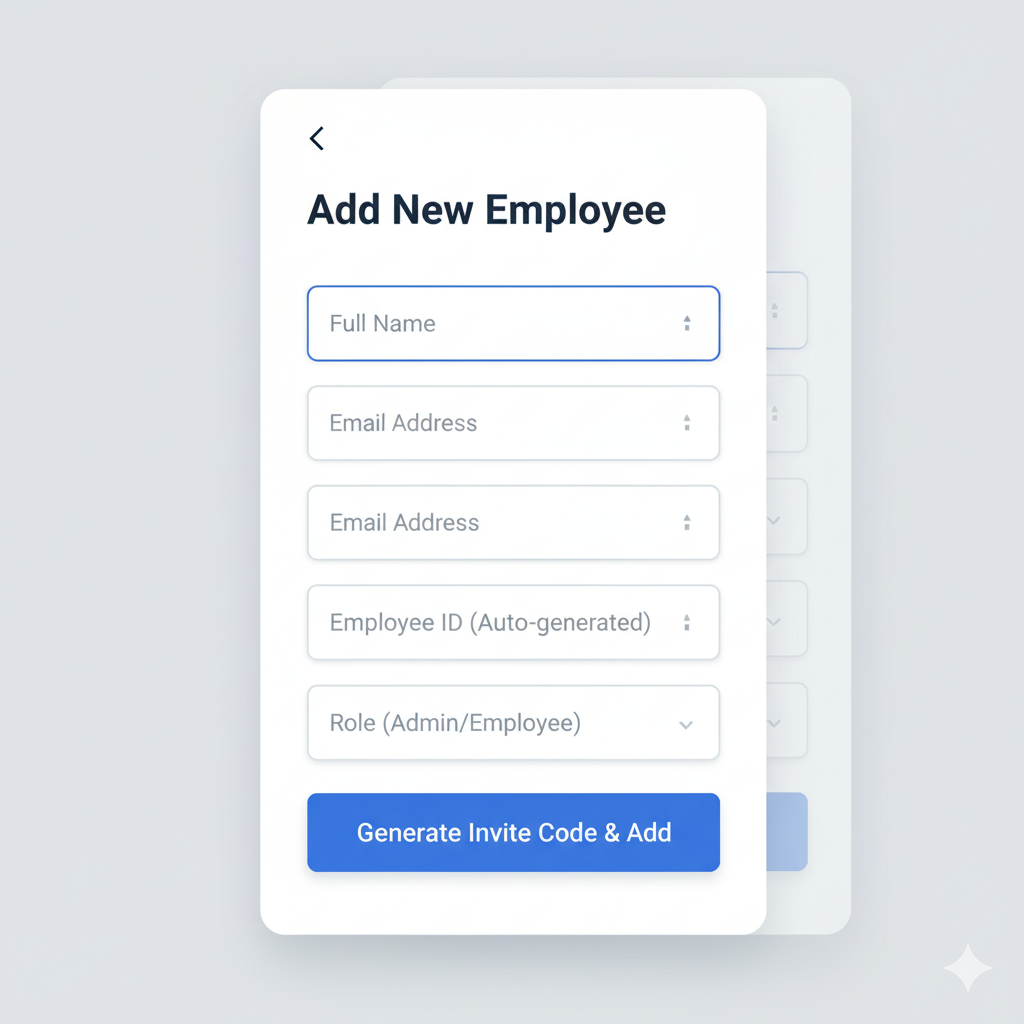 Add New Employee
Full Name
Email Address
Email Address
Employee ID (Auto-generated)
Role (Admin/Employee)
Generate Invite Code & Add